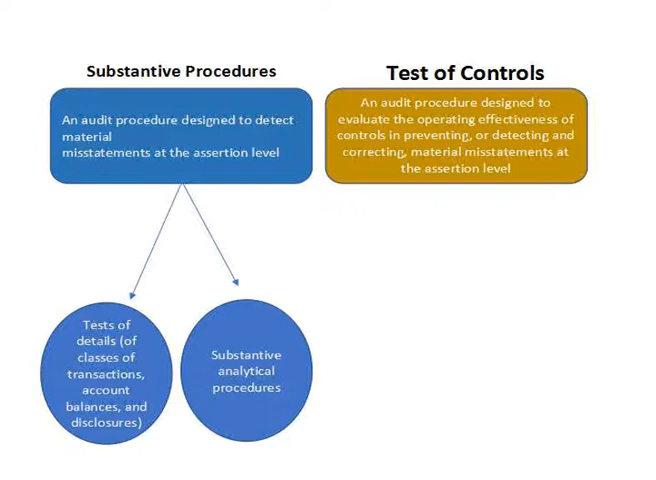 Substantive Procedures
An audit procedure designed to detect
material
misstatements at the assertion level
Test of Controls
An audit procedure designed to
evaluate the operating effectiveness of
controls in preventing, or detecting and
correcting, material misstatements at
the assertion level
Tests of
details (of
classes of
transactions,
account
balances, and
disclosures)
Substantive
analytical
procedures